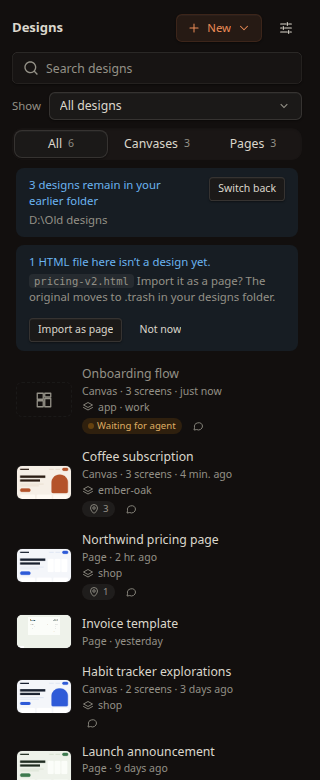 Designs
New
Search designs
Show
All designs
All 6
Canvases 3
Pages 3
3 designs remain in your
earlier folder
Switch back
D:\Old designs
1 HTML file here isn't a design yet.
pricing-v2.html Import it as a page? The
original moves to .trash in your designs folder.
Import as page
Not now
Onboarding flow
Canvas · 3 screens · just now
app · work
Waiting for agent
Coffee subscription
Canvas · 3 screens · 4 min. ago
ember-oak
3
Northwind pricing page
Page · 2 hr. ago
shop
1
Invoice template
Page · yesterday
Habit tracker explorations
Canvas · 2 screens · 3 days ago
shop
Launch announcement
Page · 9 days ago